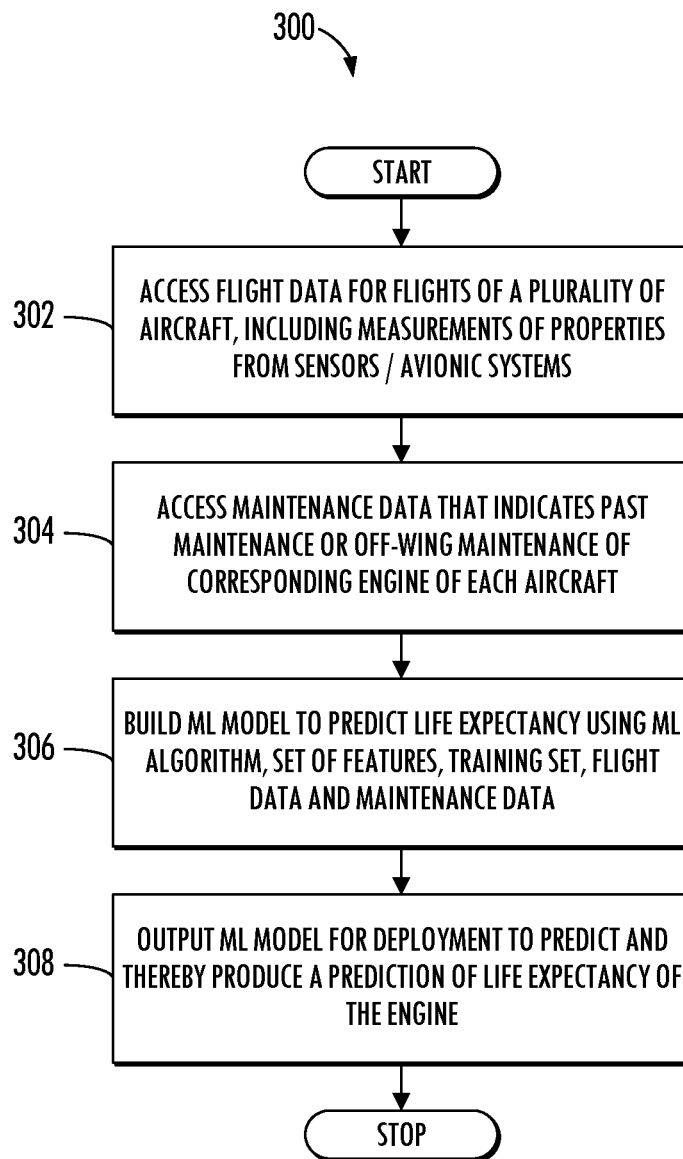 300
START
302
ACCESS FLIGHT DATA FOR FLIGHTS OF A PLURALITY OF
AIRCRAFT, INCLUDING MEASUREMENTS OF PROPERTIES
FROM SENSORS / AVIONIC SYSTEMS
304
ACCESS MAINTENANCE DATA THAT INDICATES PAST
MAINTENANCE OR OFF-WING MAINTENANCE OF
CORRESPONDING ENGINE OF EACH AIRCRAFT
306
BUILD ML MODEL TO PREDICT LIFE EXPECTANCY USING ML
ALGORITHM, SET OF FEATURES, TRAINING SET, FLIGHT
DATA AND MAINTENANCE DATA
308
OUTPUT ML MODEL FOR DEPLOYMENT TO PREDICT AND
THEREBY PRODUCE A PREDICTION OF LIFE EXPECTANCY OF
THE ENGINE
STOP